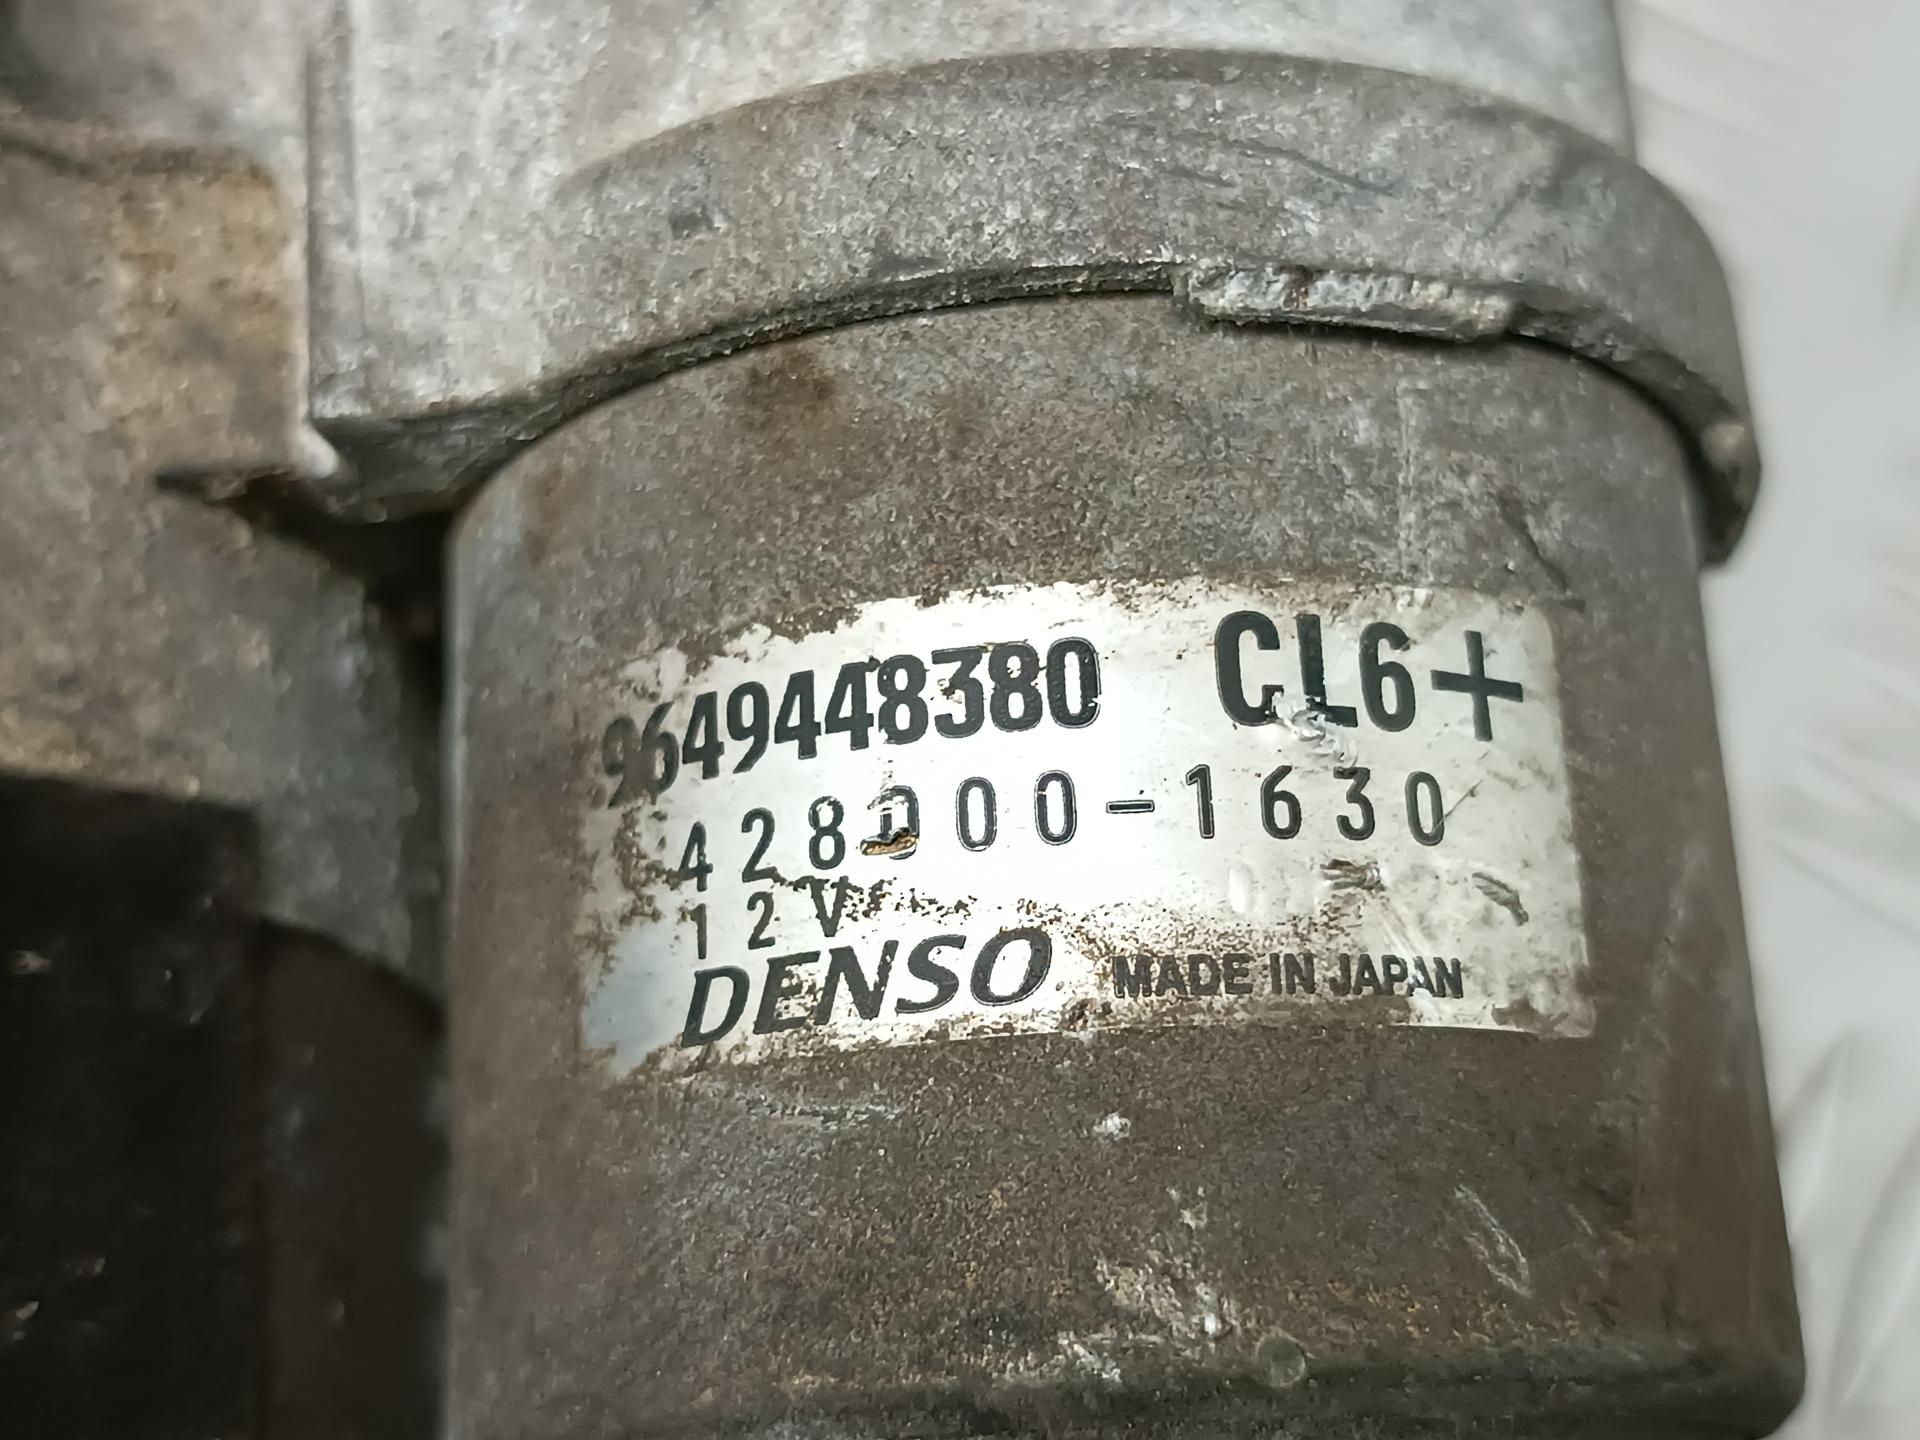 9649448380 CL6+
428000-1630
12V
DENSO MADE IN JAPAN